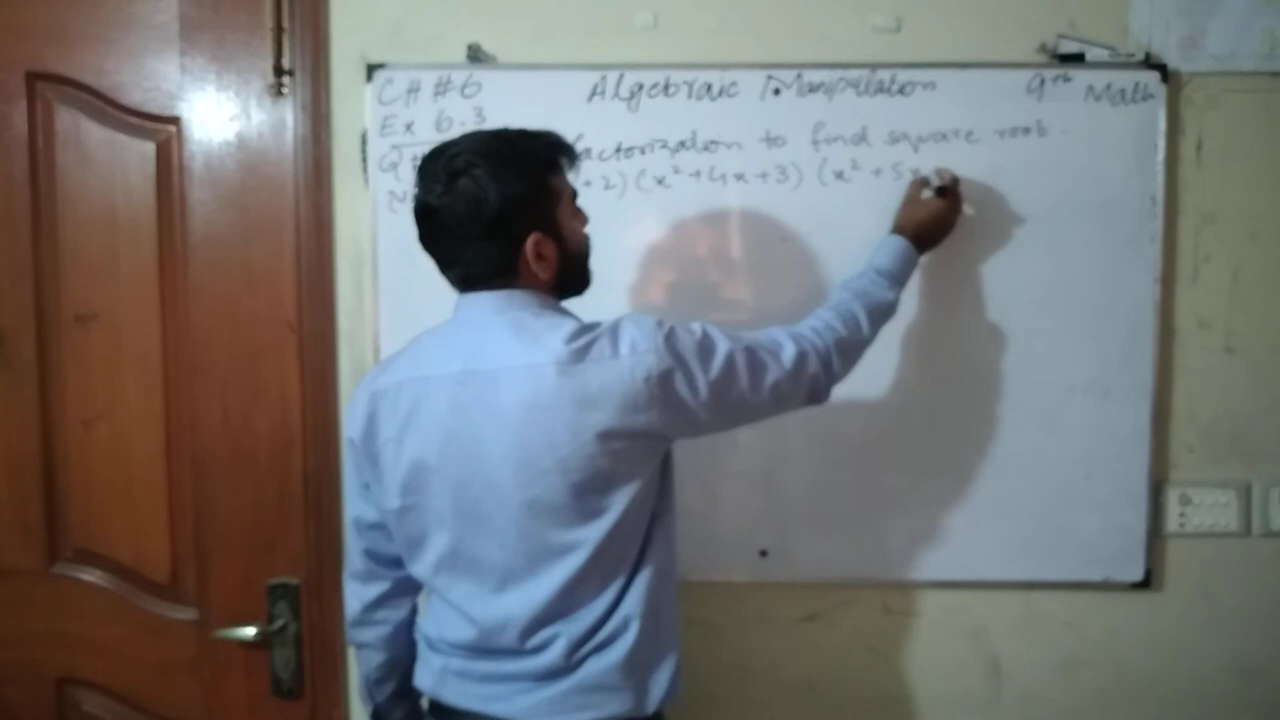 CH #6 Algebraic Manipulation 9th Math
Ex 6.3
Q# factorization to find square root.
+2) (x² + 4x + 3) (x² + 5x